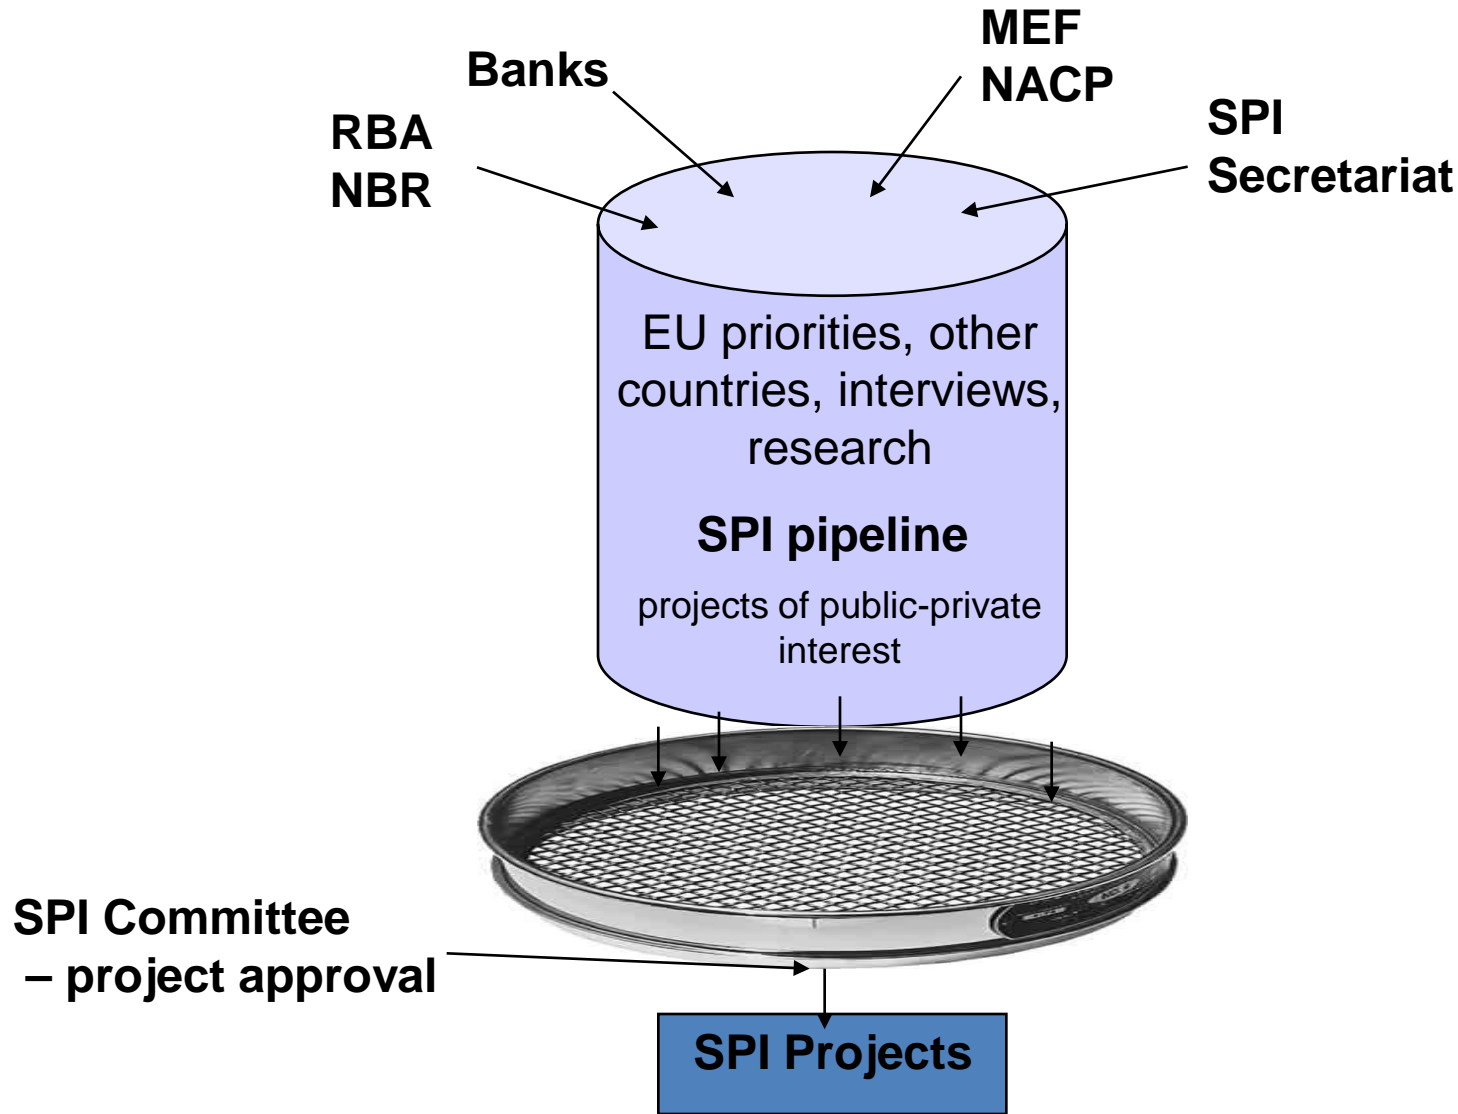 MEF
NACP
Banks
RBA
NBR
SPI
Secretariat
EU priorities, other
countries, interviews,
research
SPI pipeline
projects of public-private
interest
SPI Committee
– project approval
SPI Projects